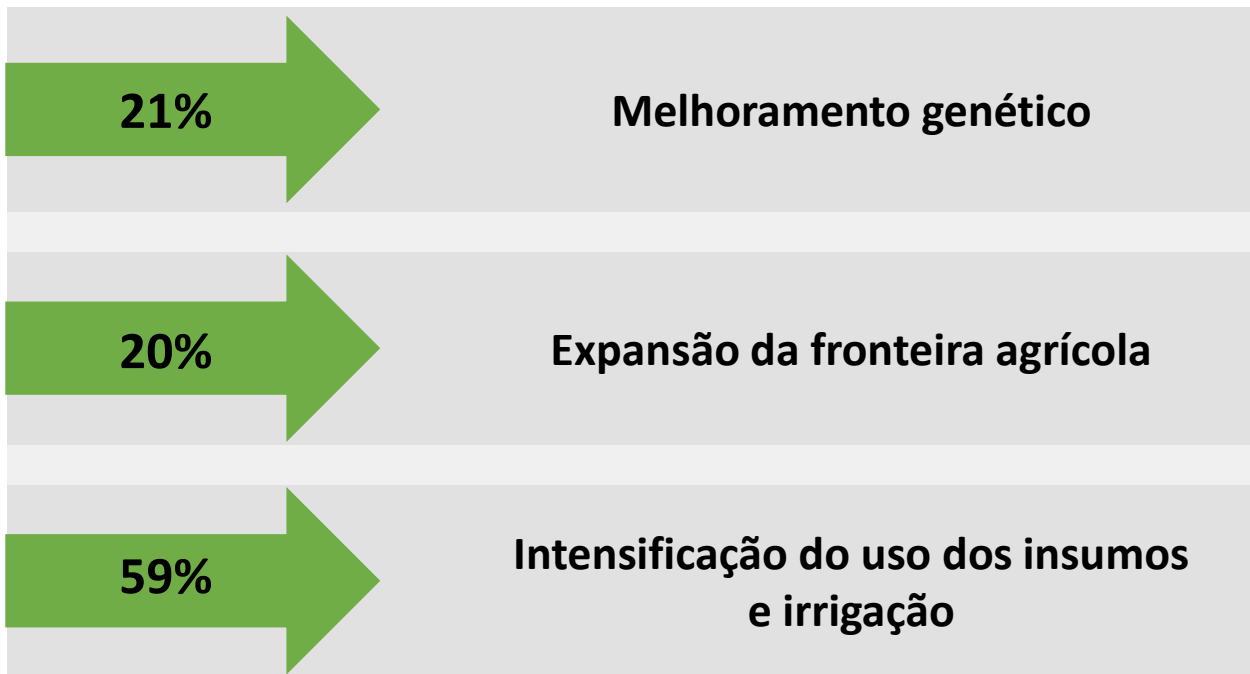 21%
Melhoramento genético
20%
Expansão da fronteira agrícola
59%
Intensificação do uso dos insumos
e irrigação